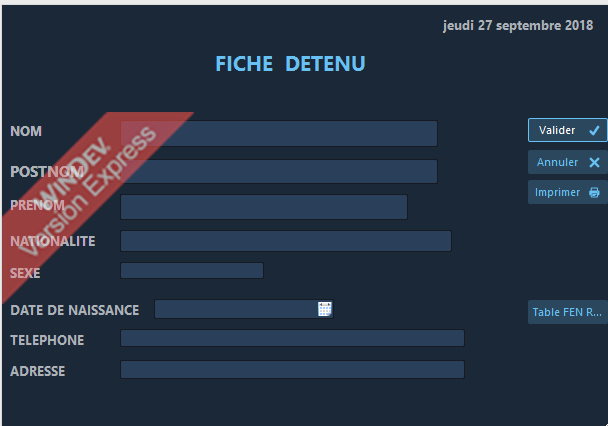 jeudi 27 septembre 2018
FICHE DETENU
NOM
Valider
POSTNOM
Annuler
PRENOM
Imprimer
WINDEV.
Version Express
NATIONALITE
SEXE
DATE DE NAISSANCE
Table FEN R...
TELEPHONE
ADRESSE